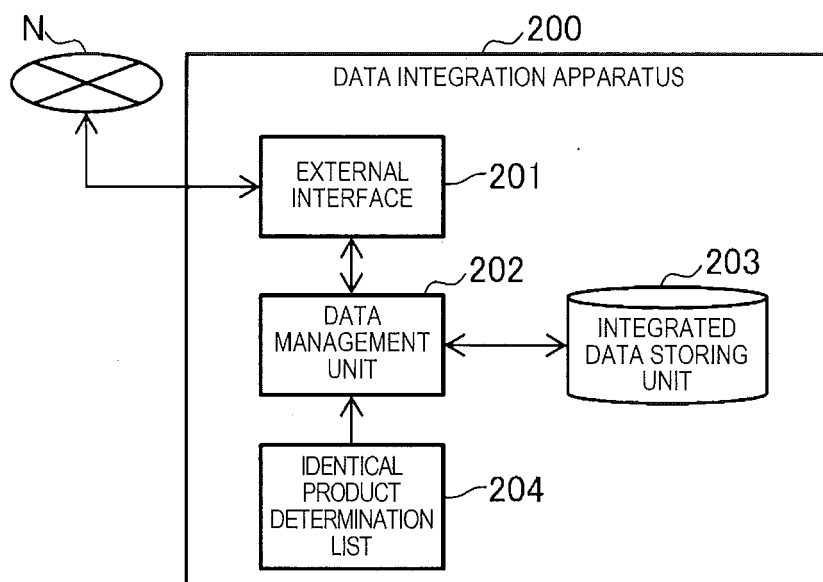 N
200
DATA INTEGRATION APPARATUS
EXTERNAL
INTERFACE
201
202
DATA
MANAGEMENT
UNIT
203
INTEGRATED
DATA STORING
UNIT
IDENTICAL
PRODUCT
DETERMINATION
LIST
204